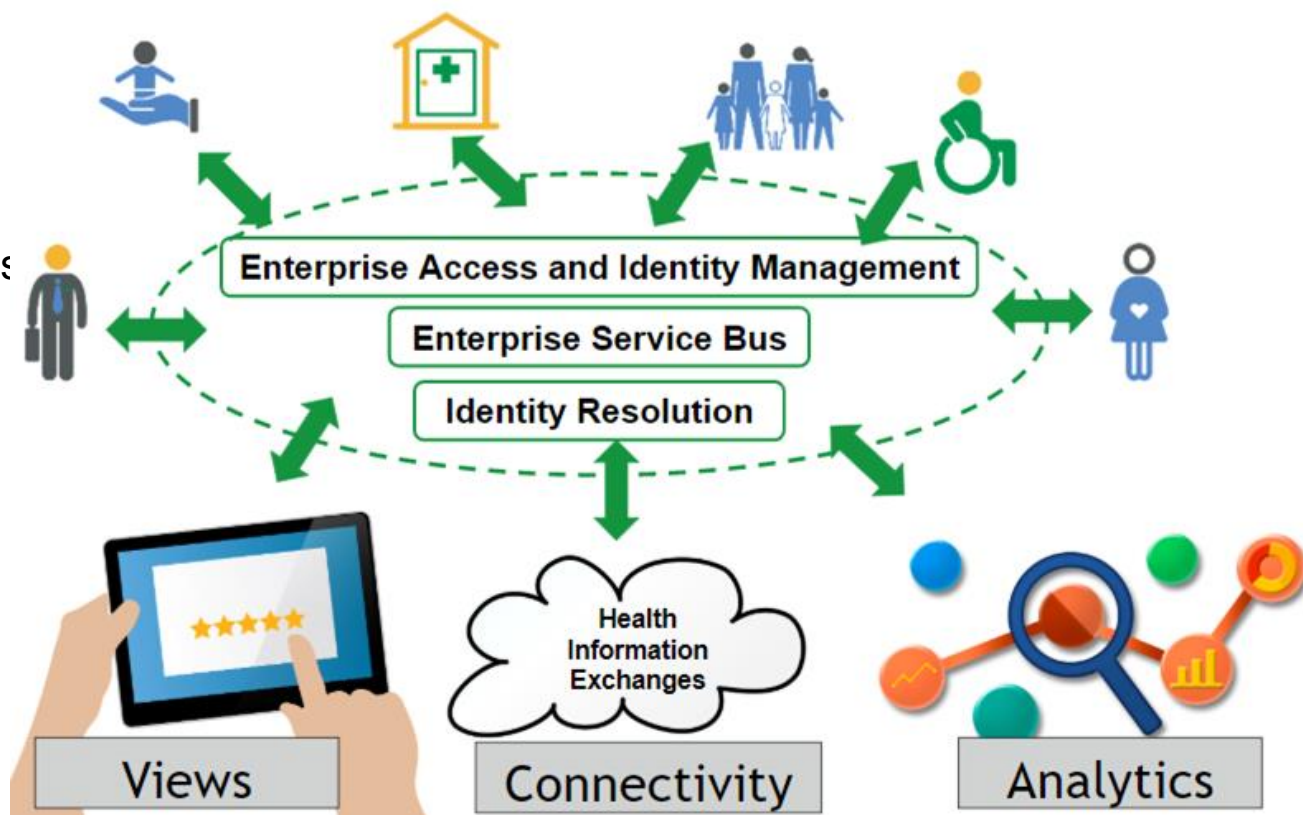 s
Enterprise Access and Identity Management
Enterprise Service Bus
Identity Resolution
Health
Information
Exchanges
Views
Connectivity
Analytics